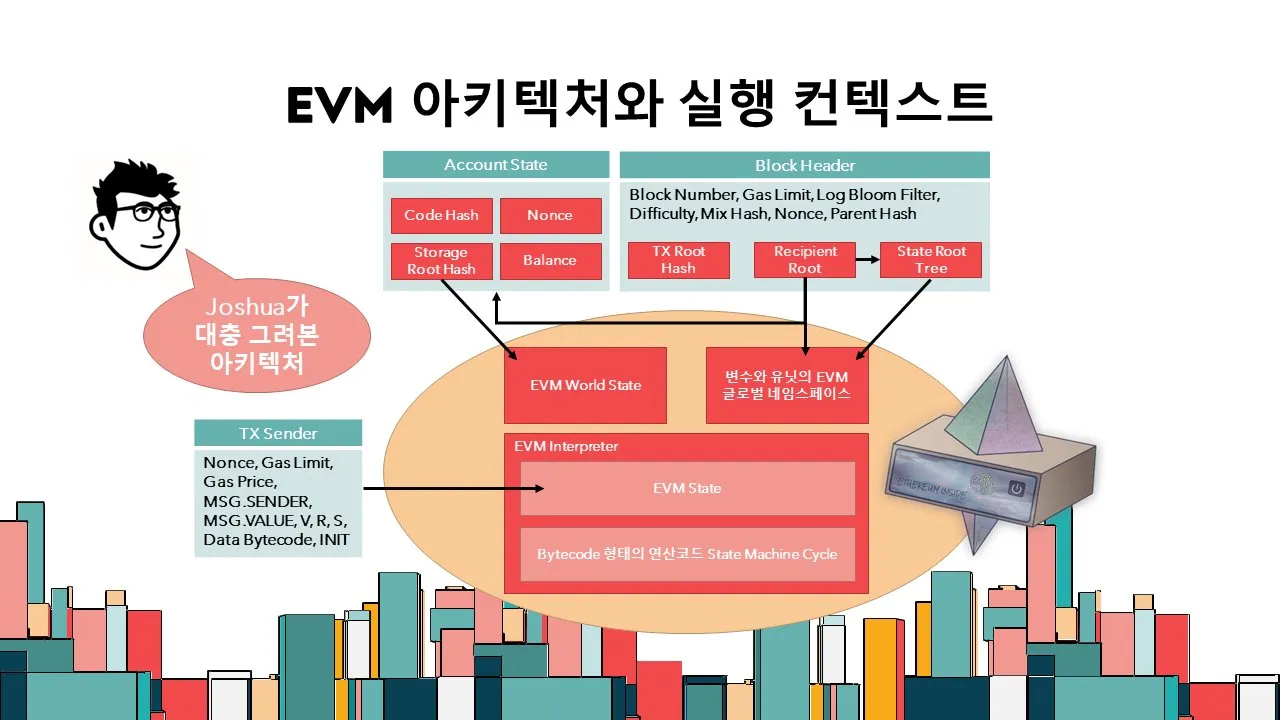 EVM 아키텍처와 실행 컨텍스트
Account State
Code Hash
Nonce
Storage
Root Hash
Balance
Block Header
Block Number, Gas Limit, Log Bloom Filter,
Difficulty, Mix Hash, Nonce, Parent Hash
TX Root
Hash
Recipient
Root
State Root
Tree
Joshua가
대충 그려본
아키텍처
EVM World State
변수와 유닛의 EVM
글로벌 네임스페이스
TX Sender
Nonce, Gas Limit,
Gas Price,
MSG.SENDER,
MSG.VALUE, V, R, S,
Data Bytecode, INIT
EVM Interpreter
EVM State
Bytecode 형태의 연산코드 State Machine Cycle
ETHEREUM INSIDE